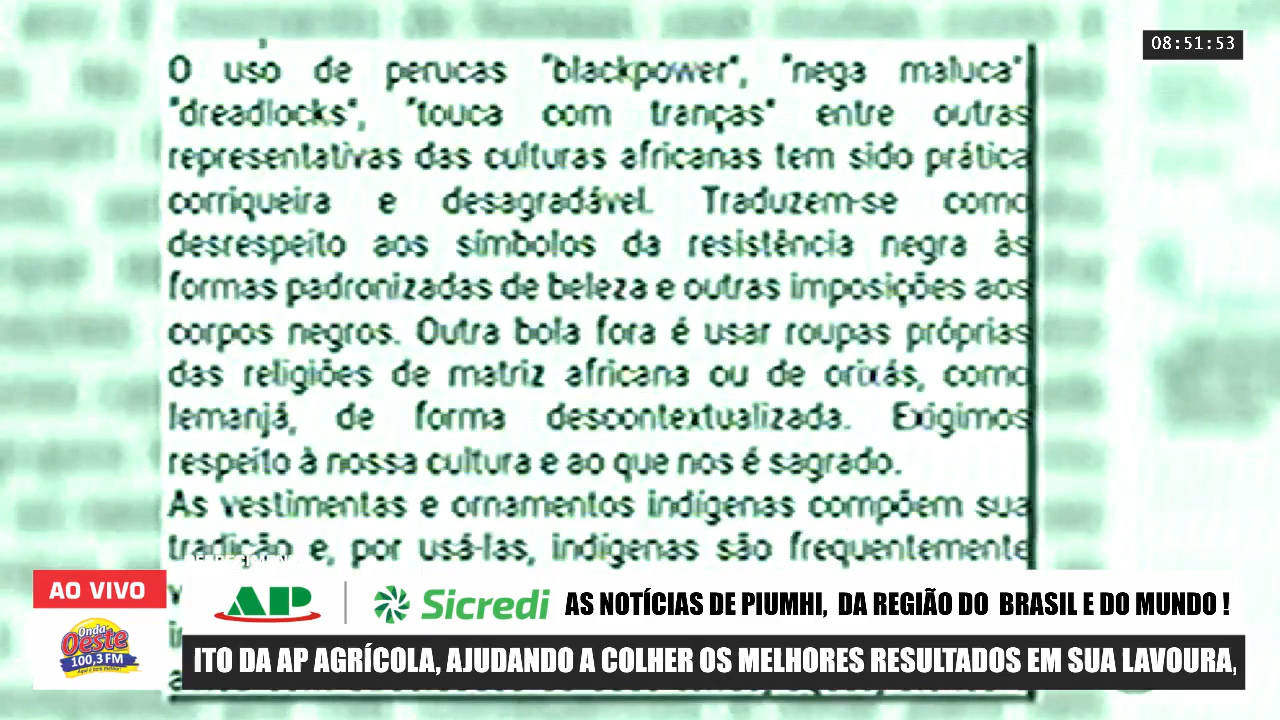 08:51:53
O uso de perucas "blackpower", "nega maluca"
"dreadlocks", "touca com tranças" entre outras
representativas das culturas africanas tem sido prática
corriqueira e desagradável. Traduzem-se como
desrespeito aos símbolos da resistência negra às
formas padronizadas de beleza e outras imposições aos
corpos negros. Outra bola fora é usar roupas próprias
das religiões de matriz africana ou de orixás, como
Iemanjá, de forma descontextualizada. Exigimos
respeito à nossa cultura e ao que nos é sagrado.
As vestimentas e ornamentos indígenas compõem sua
tradição e, por usá-las, indígenas são frequentemente
AO VIVO
AP Sicredi AS NOTÍCIAS DE PIUMHI, DA REGIÃO DO BRASIL E DO MUNDO !
Onda
Oeste
100,3 FM
ITO DA AP AGRÍCOLA, AJUDANDO A COLHER OS MELHORES RESULTADOS EM SUA LAVOURA,